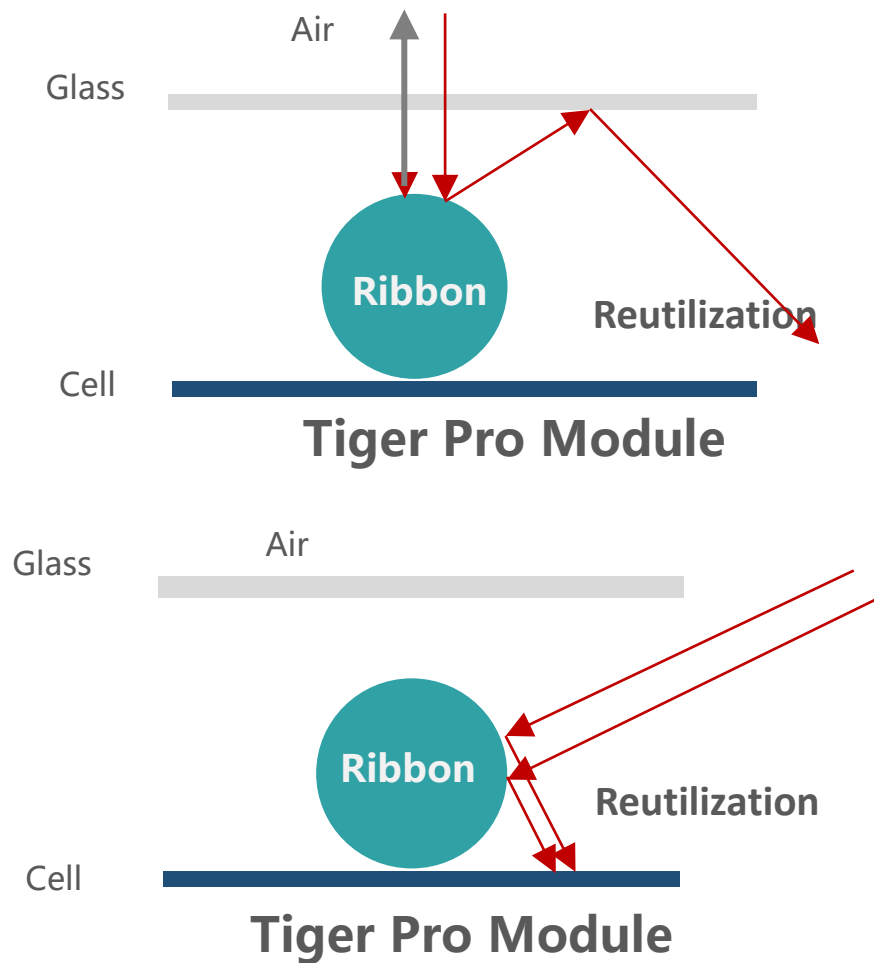 Air
Glass
Ribbon
Reutilization
Cell
Tiger Pro Module
Air
Glass
Ribbon
Reutilization
Cell
Tiger Pro Module